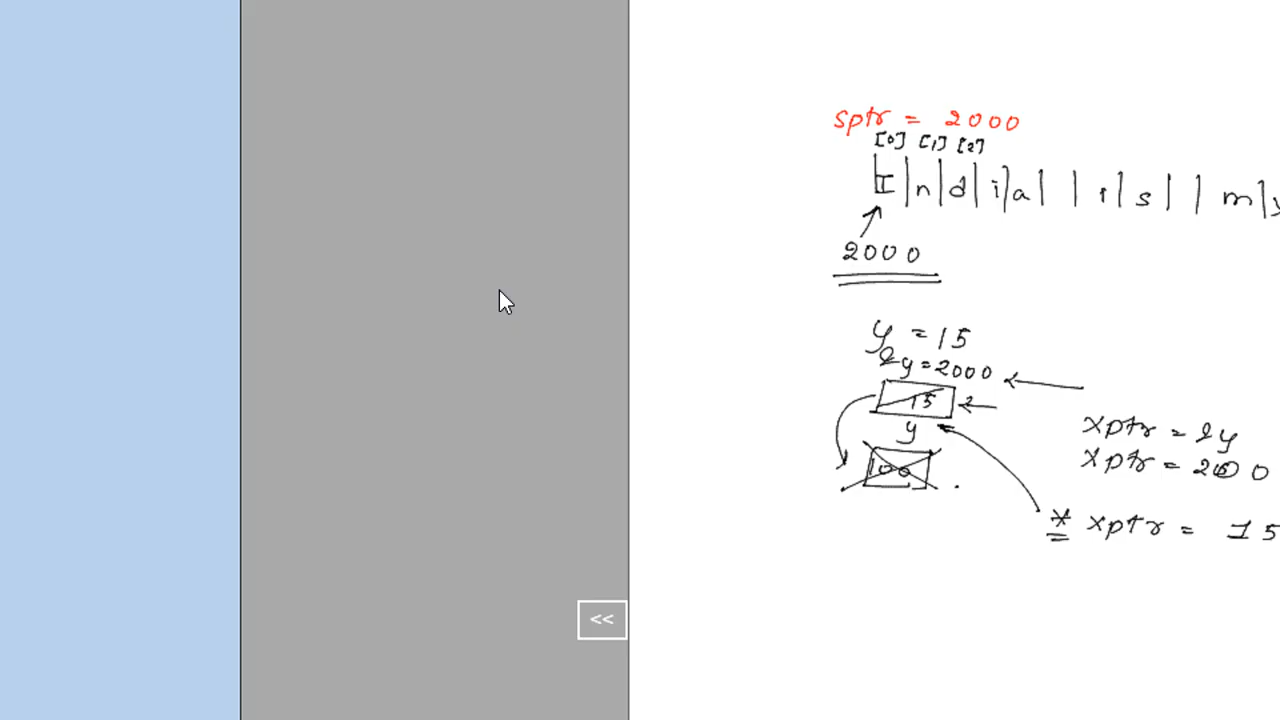 sptr = 2000
[0] [1] [2]
I|n|d|i|a| | i|s| | m|y
2000
y = 15
&y = 2000
15
y
xptr = &y
100
xptr = 2000
* xptr = 15
<<